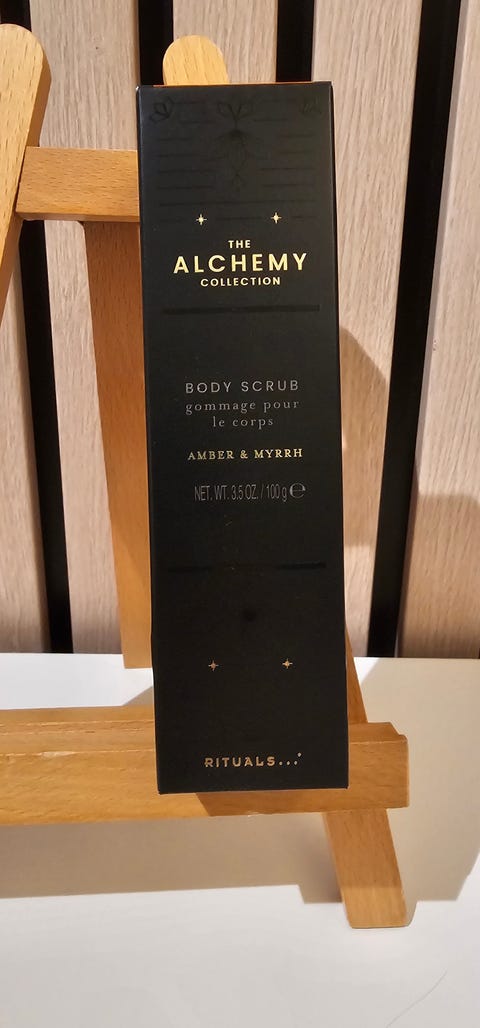 THE
ALCHEMY
COLLECTION
BODY SCRUB
gommage pour
le corps
AMBER & MYRRH
NET. WT. 3.5 OZ. / 100 g ℮
RITUALS...